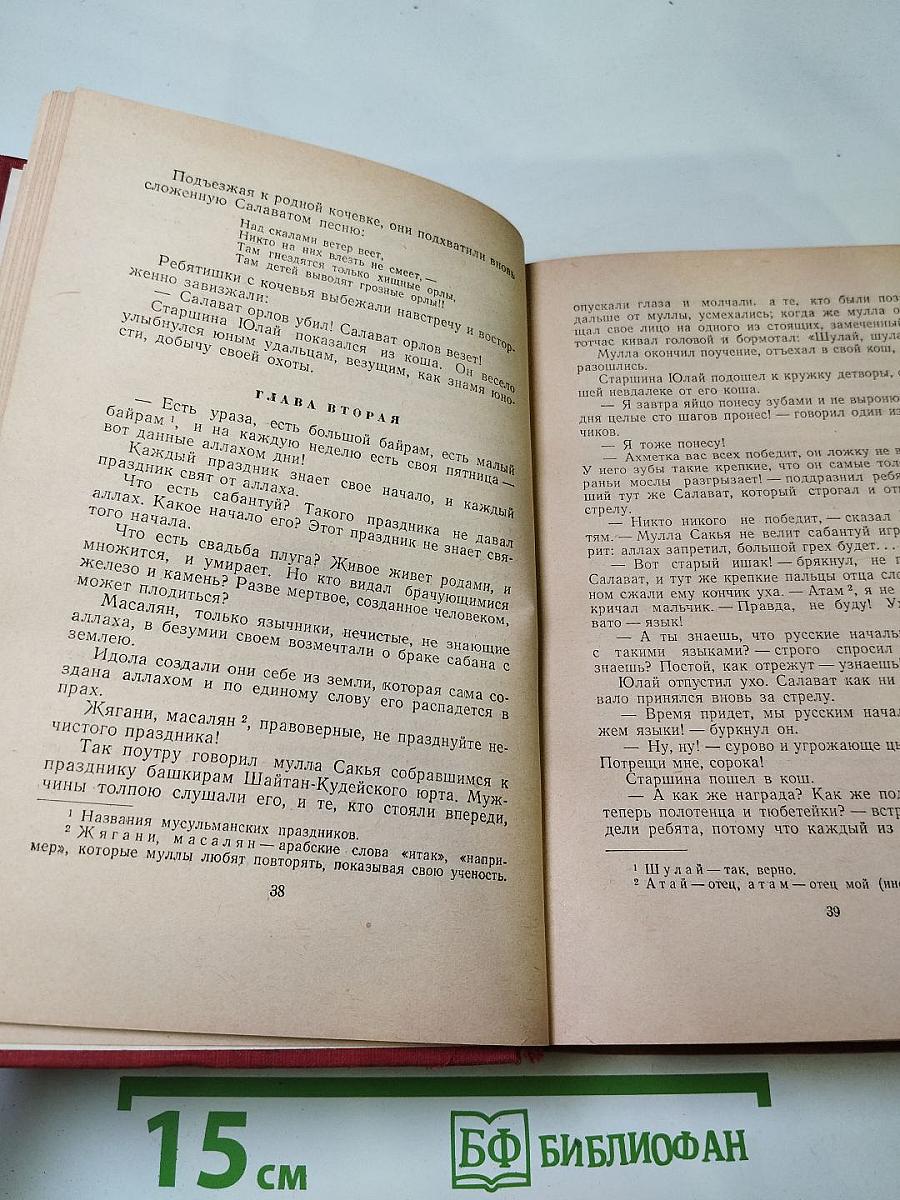 Подъезжая к родной кочевке, они подхватили вновь
сложенную Салаватом песню:
Над скалами ветер веет,
Никто на них влезть не смеет, —
Там гнездятся только хищные орлы,
Там детей выводят грозные орлы!!
Ребятишки с кочевья выбежали навстречу и востор-
женно завизжали:
— Салават орлов убил! Салават орлов везет!
Старшина Юлай показался из коша. Он весело
улыбнулся юным удальцам, везущим, как знамя юно-
сти, добычу своей охоты.
ГЛАВА ВТОРАЯ
— Есть ураза, есть большой байрам, есть малый
байрам ¹, и на каждую неделю есть своя пятница —
вот данные аллахом дни!
Каждый праздник знает свое начало, и каждый
праздник свят от аллаха.
Что есть сабантуй? Такого праздника не давал
аллах. Какое начало его? Этот праздник не знает свя-
того начала.
Что есть свадьба плуга? Живое живет родами, и
множится, и умирает. Но кто видал брачующимися
железо и камень? Разве мертвое, созданное человеком,
может плодиться?
Масалян, только язычники, нечистые, не знающие
аллаха, в безумии своем возмечтали о браке сабана с
землею.
Идола создали они себе из земли, которая сама со-
здана аллахом и по единому слову его распадется в
прах.
Жягани, масалян ², правоверные, не празднуйте не-
чистого праздника!
Так поутру говорил мулла Сакья собравшимся к
празднику башкирам Шайтан-Кудейского юрта. Муж-
чины толпою слушали его, и те, кто стояли впереди,
¹ Названия мусульманских праздников.
² Жягани, масалян — арабские слова «итак», «напри-
мер», которые муллы любят повторять, показывая свою ученость.
38
опускали глаза и молчали. а те, кто были поз
дальше от муллы, усмехались; когда же мулла о
щал свое лицо на одного из стоящих, замеченный
тотчас кивал головой и бормотал: «Шулай, шула
Мулла окончил поучение, отъехал в свой кош,
разошлись.
Старшина Юлай подошел к кружку детворы, с
шей невдалеке от его коша.
— Я завтра яйцо понесу зубами и не выроню
дня целые сто шагов пронес! — говорил один из
чиков.
— Я тоже понесу!
— Ахметка вас всех победит, он ложку не в
У него зубы такие крепкие, что он самые тол
раньи мослы разгрызает! — поддразнил ребя
ший тут же Салават, который строгал и от
стрелу.
— Никто никого не победит, — сказал
тям. — Мулла Сакья не велит сабантуй игр
рит: аллах запретил, большой грех будет...
— Вот старый ишак! — брякнул, не п
Салават, и тут же крепкие пальцы отца сло
ном сжали ему кончик уха. — Атам ², я не
кричал мальчик. — Правда, не буду! Ух
вато — язык!
— А ты знаешь, что русские началь
с такими языками? — строго спросил
знаешь? Постой, как отрежут — узнаешь!
Юлай отпустил ухо. Салават как ни
вало принялся вновь за стрелу.
— Время придет, мы русским начал
жем языки! — буркнул он.
— Ну, ну! — сурово и угрожающе цы
Потрещи мне, сорока!
Старшина пошел в кош.
— А как же награда? Как же под
теперь полотенца и тюбетейки? — встр
дели ребята, потому что каждый из
¹ Шулай — так, верно.
² Атай — отец, атам — отец мой (ино
39
15 см
БФ БИБЛИОФАН